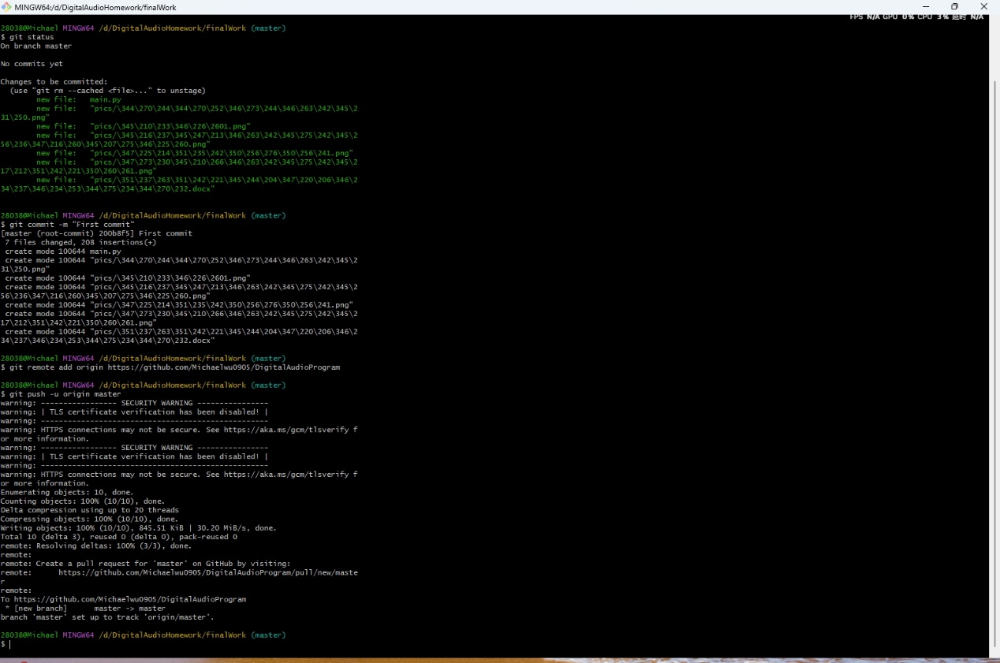 MINGW64:/d/DigitalAudioHomework/finalWork
FPS N/A GPU 0% CPU 3% 延时 N/A
28038@Michael MINGW64 /d/DigitalAudioHomework/finalWork (master)
$ git status
On branch master
No commits yet
Changes to be committed:
(use "git rm --cached <file>..." to unstage)
new file: main.py
new file: "pics/\344\270\244\344\270\252\346\273\244\346\263\242\345\2
31\250.png"
new file: "pics/\345\210\233\346\226\2601.png"
new file: "pics/\345\216\237\345\247\213\346\263\242\345\275\242\345\2
56\236\347\216\260\345\207\275\346\225\260.png"
new file: "pics/\347\225\214\351\235\242\350\256\276\350\256\241.png"
new file: "pics/\347\273\230\345\210\266\346\263\242\345\275\242\345\2
17\212\351\242\221\350\260\261.png"
new file: "pics/\351\237\263\351\242\221\345\244\204\347\220\206\346\2
34\237\346\234\253\344\275\234\344\270\232.docx"
28038@Michael MINGW64 /d/DigitalAudioHomework/finalWork (master)
$ git commit -m "First commit"
[master (root-commit) 200b8f5] First commit
7 files changed, 208 insertions(+)
create mode 100644 main.py
create mode 100644 "pics/\344\270\244\344\270\252\346\273\244\346\263\242\345\2
31\250.png"
create mode 100644 "pics/\345\210\233\346\226\2601.png"
create mode 100644 "pics/\345\216\237\345\247\213\346\263\242\345\275\242\345\2
56\236\347\216\260\345\207\275\346\225\260.png"
create mode 100644 "pics/\347\225\214\351\235\242\350\256\276\350\256\241.png"
create mode 100644 "pics/\347\273\230\345\210\266\346\263\242\345\275\242\345\2
17\212\351\242\221\350\260\261.png"
create mode 100644 "pics/\351\237\263\351\242\221\345\244\204\347\220\206\346\2
34\237\346\234\253\344\275\234\344\270\232.docx"
28038@Michael MINGW64 /d/DigitalAudioHomework/finalWork (master)
$ git remote add origin https://github.com/Michaelwu0905/DigitalAudioProgram
28038@Michael MINGW64 /d/DigitalAudioHomework/finalWork (master)
$ git push -u origin master
warning: ----------------- SECURITY WARNING ----------------
warning: | TLS certificate verification has been disabled! |
warning: ---------------------------------------------------
warning: HTTPS connections may not be secure. See https://aka.ms/gcm/tlsverify f
or more information.
warning: ----------------- SECURITY WARNING ----------------
warning: | TLS certificate verification has been disabled! |
warning: ---------------------------------------------------
warning: HTTPS connections may not be secure. See https://aka.ms/gcm/tlsverify f
or more information.
Enumerating objects: 10, done.
Counting objects: 100% (10/10), done.
Delta compression using up to 20 threads
Compressing objects: 100% (10/10), done.
Writing objects: 100% (10/10), 845.51 KiB | 30.20 MiB/s, done.
Total 10 (delta 3), reused 0 (delta 0), pack-reused 0
remote: Resolving deltas: 100% (3/3), done.
remote:
remote: Create a pull request for 'master' on GitHub by visiting:
remote: https://github.com/Michaelwu0905/DigitalAudioProgram/pull/new/maste
r
remote:
To https://github.com/Michaelwu0905/DigitalAudioProgram
* [new branch] master -> master
branch 'master' set up to track 'origin/master'.
28038@Michael MINGW64 /d/DigitalAudioHomework/finalWork (master)
$